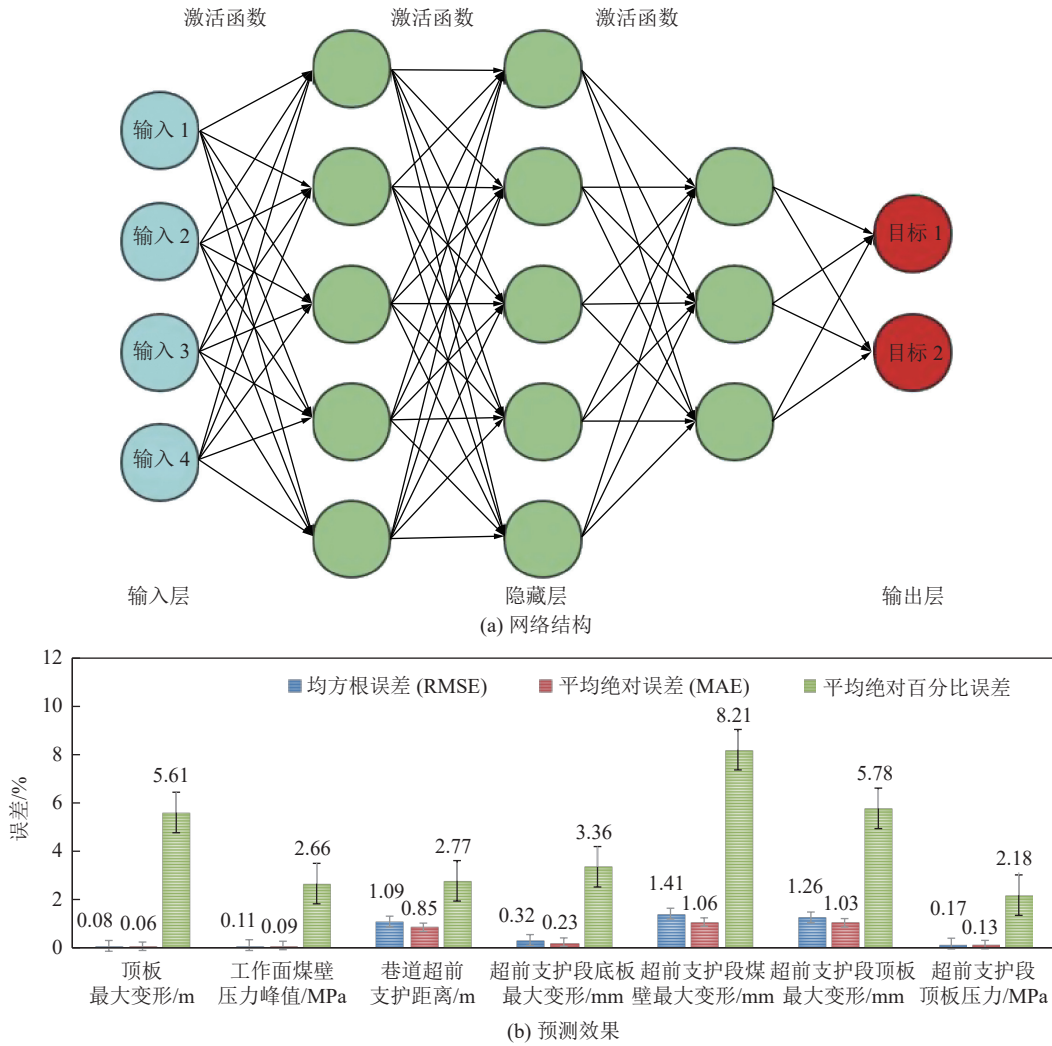 激活函数 激活函数 激活函数
输入 1
输入 2
输入 3
输入 4
目标 1
目标 2
输入层 隐藏层 输出层
(a) 网络结构
误差/%
12
10
8
6
4
2
0
均方根误差 (RMSE) 平均绝对误差 (MAE) 平均绝对百分比误差
0.08 0.06 5.61
0.11 0.09 2.66
1.09 0.85 2.77
0.32 0.23 3.36
1.41 1.06 8.21
1.26 1.03 5.78
0.17 0.13 2.18
顶板
最大变形/m
工作面煤壁
压力峰值/MPa
巷道超前
支护距离/m
超前支护段底板
最大变形/mm
超前支护段煤
壁最大变形/mm
超前支护段顶板
最大变形/mm
超前支护段
顶板压力/MPa
(b) 预测效果